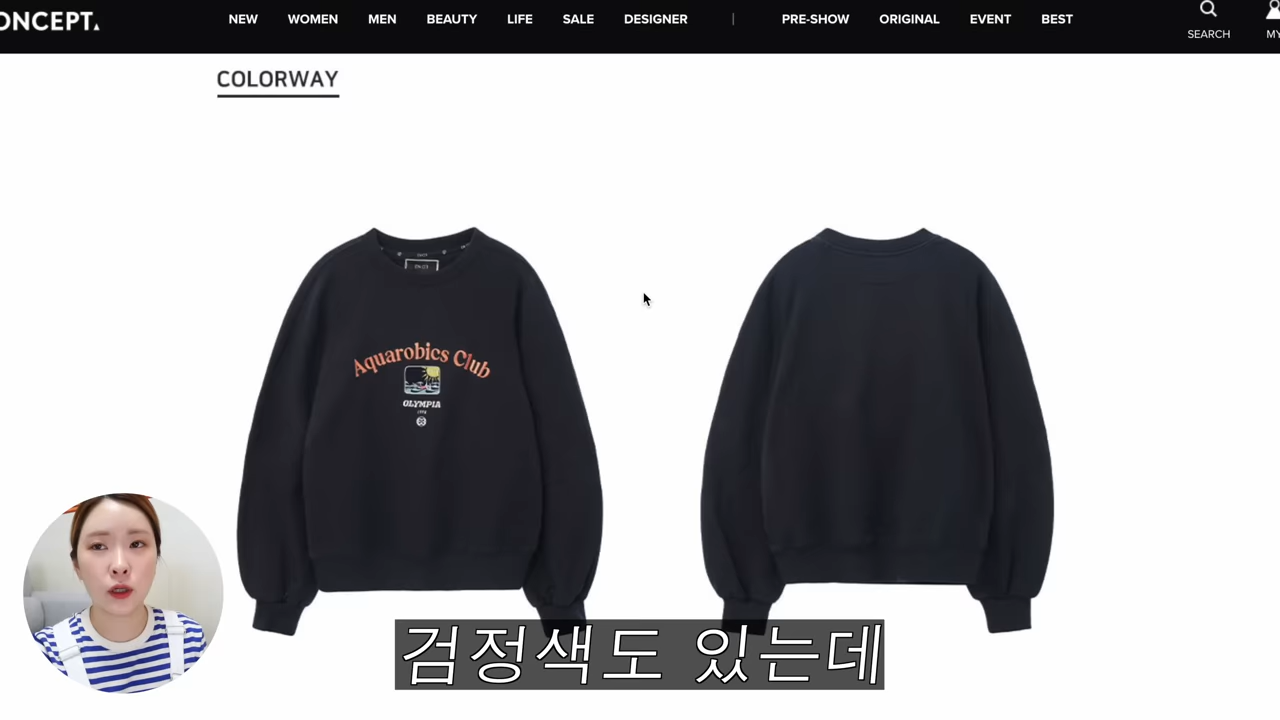 ONCEPT.
NEW WOMEN MEN BEAUTY LIFE SALE DESIGNER | PRE-SHOW ORIGINAL EVENT BEST
SEARCH
MY
COLORWAY
Aquarobics Club
OLYMPIA
검정색도 있는데